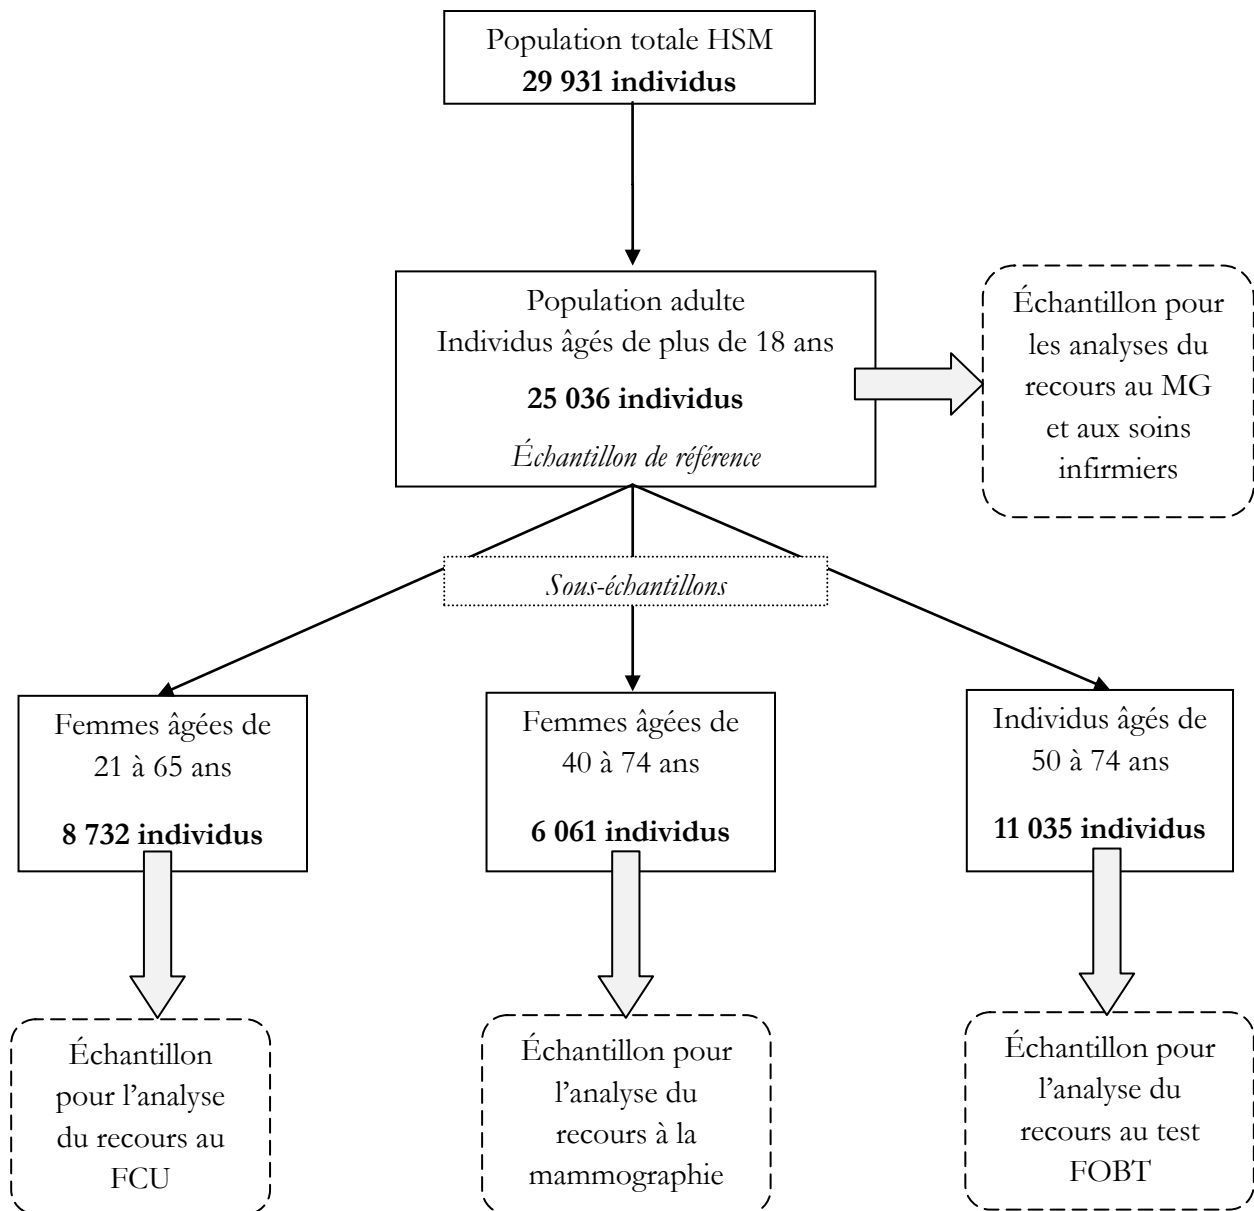 Population totale HSM
29 931 individus
Population adulte
Individus âgés de plus de 18 ans
25 036 individus
Échantillon de référence
Échantillon pour
les analyses du
recours au MG
et aux soins
infirmiers
Sous-échantillons
Femmes âgées de
21 à 65 ans
8 732 individus
Femmes âgées de
40 à 74 ans
6 061 individus
Individus âgés de
50 à 74 ans
11 035 individus
Échantillon
pour l'analyse
du recours au
FCU
Échantillon pour
l'analyse du
recours à la
mammographie
Échantillon pour
l'analyse du
recours au test
FOBT